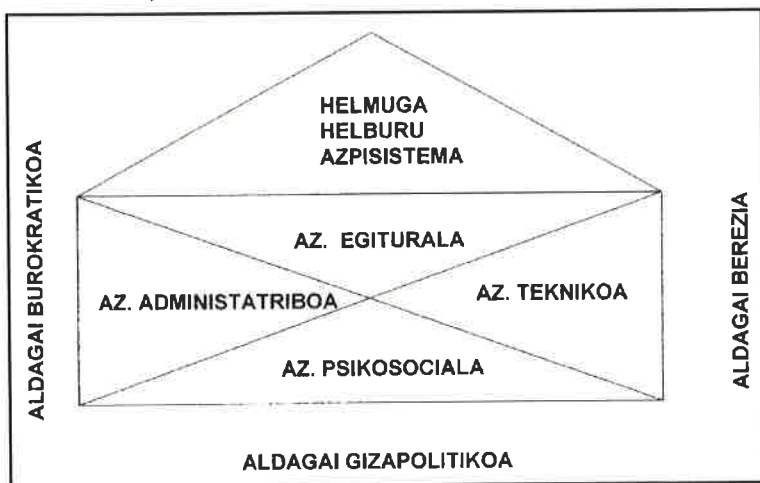 HELMUGA
HELBURU
AZPISISTEMA
ALDAGAI BUROKRATIKOA
AZ. EGITURALA
AZ. ADMINISTATRIBOA
AZ. TEKNIKOA
ALDAGAI BEREZIA
AZ. PSIKOSOCIALA
ALDAGAI GIZAPOLITIKOA